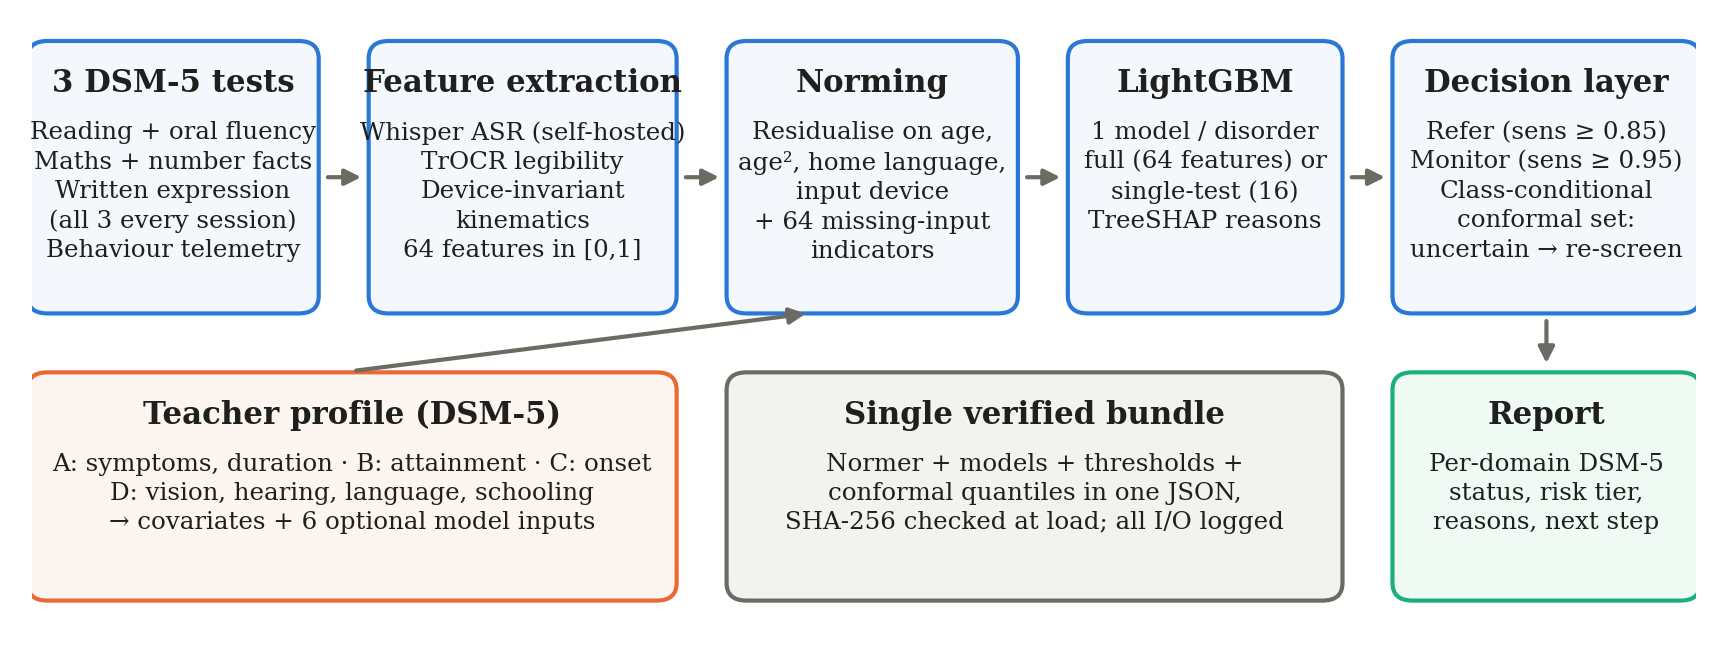 3 DSM-5 tests
Reading + oral fluency
Maths + number facts
Written expression
(all 3 every session)
Behaviour telemetry
Feature extraction
Whisper ASR (self-hosted)
TrOCR legibility
Device-invariant
kinematics
64 features in [0,1]
Norming
Residualise on age,
age², home language,
input device
+ 64 missing-input
indicators
LightGBM
1 model / disorder
full (64 features) or
single-test (16)
TreeSHAP reasons
Decision layer
Refer (sens ≥ 0.85)
Monitor (sens ≥ 0.95)
Class-conditional
conformal set:
uncertain → re-screen
Teacher profile (DSM-5)
A: symptoms, duration · B: attainment · C: onset
D: vision, hearing, language, schooling
→ covariates + 6 optional model inputs
Single verified bundle
Normer + models + thresholds +
conformal quantiles in one JSON,
SHA-256 checked at load; all I/O logged
Report
Per-domain DSM-5
status, risk tier,
reasons, next step